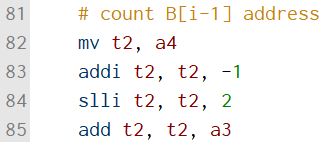 81 # count B[i-1] address
82 mv t2, a4
83 addi t2, t2, -1
84 slli t2, t2, 2
85 add t2, t2, a3